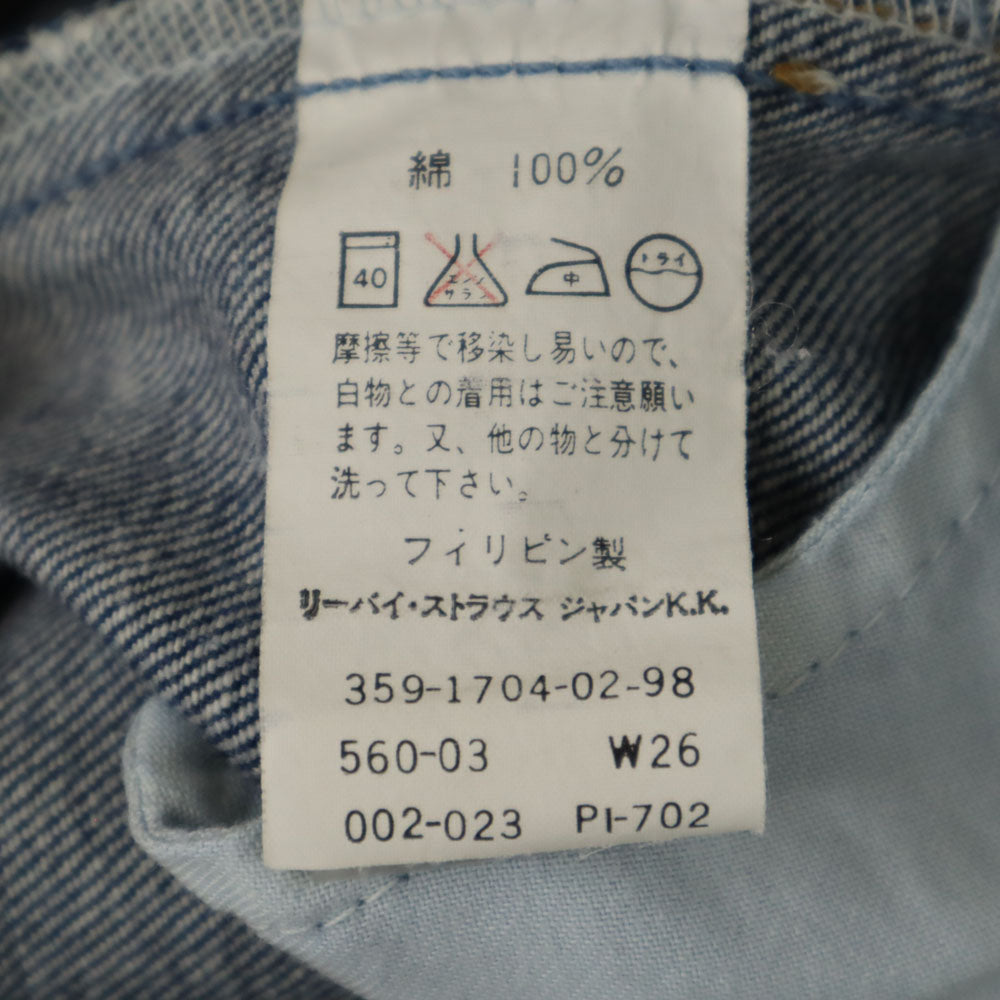 綿 100%
40 エンソ サラシ 中 ドライ
摩擦等で移染し易いので、
白物との着用はご注意願い
ます。又、他の物と分けて
洗って下さい。
フィリピン製
リーバイ・ストラウス ジャパンK.K.
359-1704-02-98
560-03 W26
002-023 PI-702